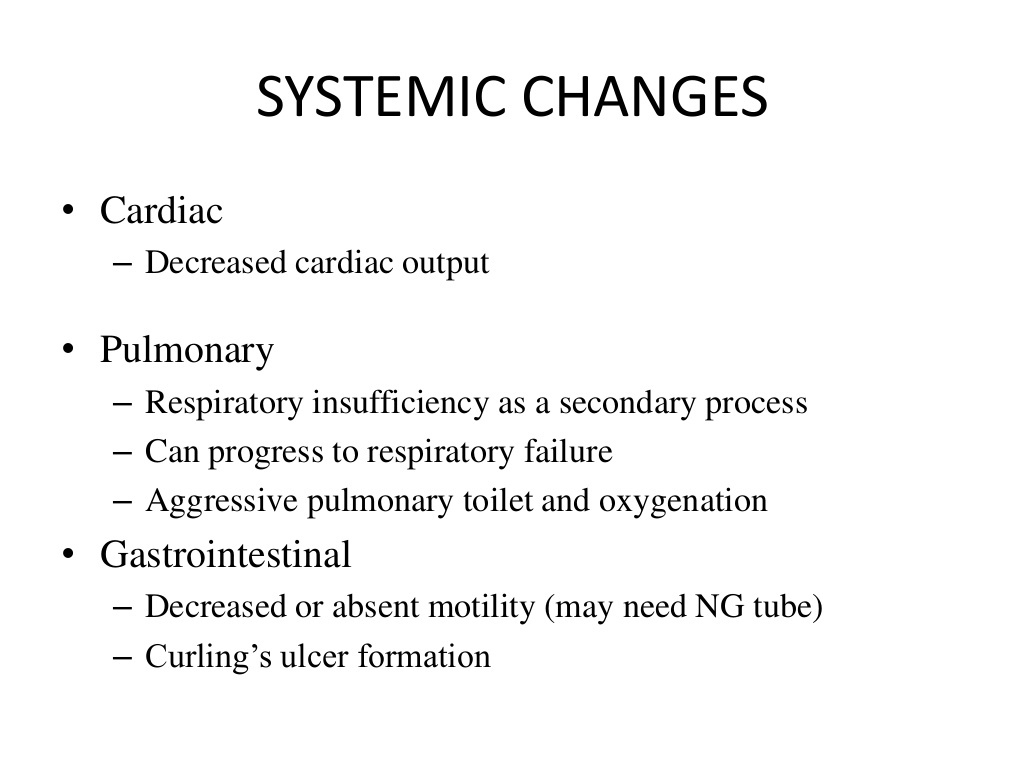 SYSTEMIC CHANGES
• Cardiac
– Decreased cardiac output
• Pulmonary
– Respiratory insufficiency as a secondary process
– Can progress to respiratory failure
– Aggressive pulmonary toilet and oxygenation
• Gastrointestinal
– Decreased or absent motility (may need NG tube)
– Curling’s ulcer formation